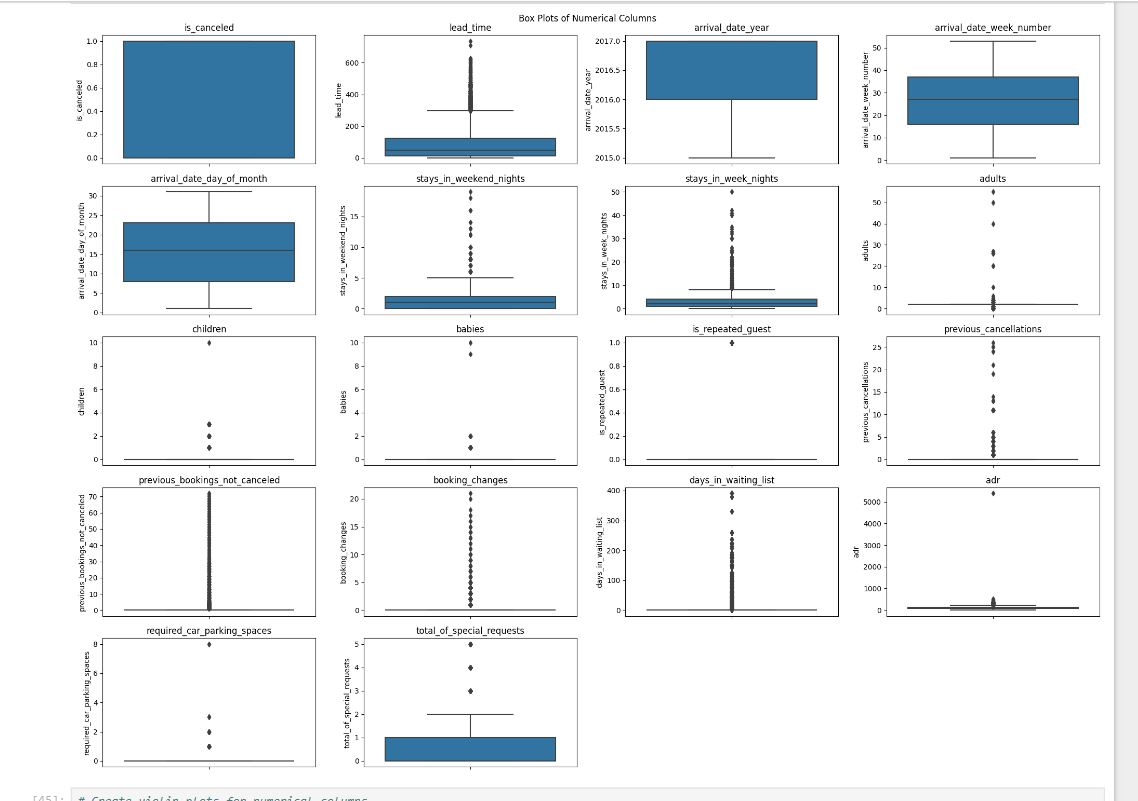 Box Plots of Numerical Columns
is_canceled
lead_time
arrival_date_year
arrival_date_week_number
1.0
0.8
0.6
0.4
0.2
0.0
is_canceled
600
400
200
0
lead_time
2017.0
2016.5
2016.0
2015.5
2015.0
arrival_date_year
50
40
30
20
10
0
arrival_date_week_number
arrival_date_day_of_month
stays_in_weekend_nights
stays_in_week_nights
adults
30
25
20
15
10
5
0
arrival_date_day_of_month
15
10
5
0
stays_in_weekend_nights
50
40
30
20
10
0
stays_in_week_nights
50
40
30
20
10
0
adults
children
babies
is_repeated_guest
previous_cancellations
10
8
6
4
2
0
children
10
8
6
4
2
0
babies
1.0
0.8
0.6
0.4
0.2
0.0
is_repeated_guest
25
20
15
10
5
0
previous_cancellations
previous_bookings_not_canceled
booking_changes
days_in_waiting_list
adr
70
60
50
40
30
20
10
0
previous_bookings_not_canceled
20
15
10
5
0
booking_changes
400
300
200
100
0
days_in_waiting_list
5000
4000
3000
2000
1000
0
adr
required_car_parking_spaces
total_of_special_requests
8
6
4
2
0
required_car_parking_spaces
5
4
3
2
1
0
total_of_special_requests
[45]:
# Create violin plots for numerical columns